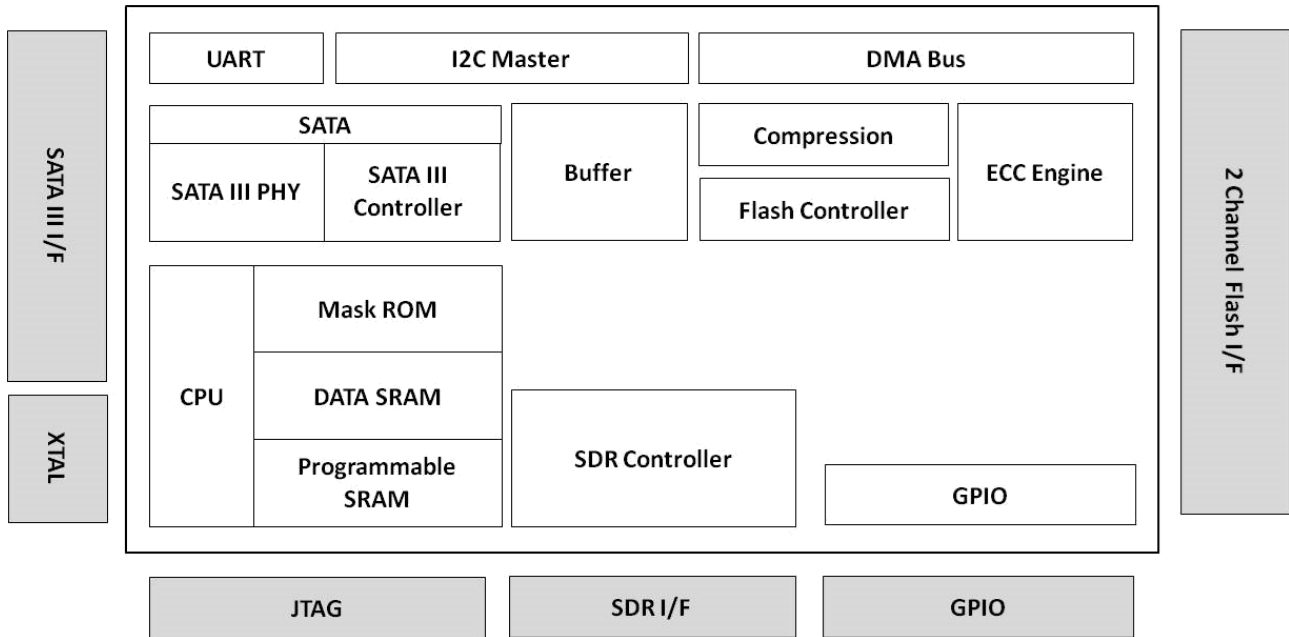 UART
I2C Master
DMA Bus
SATA III I/F
SATA
SATA III PHY
SATA III
Controller
Buffer
Compression
Flash Controller
ECC Engine
2 Channel Flash I/F
CPU
Mask ROM
DATA SRAM
Programmable
SRAM
SDR Controller
GPIO
XTAL
JTAG
SDR I/F
GPIO